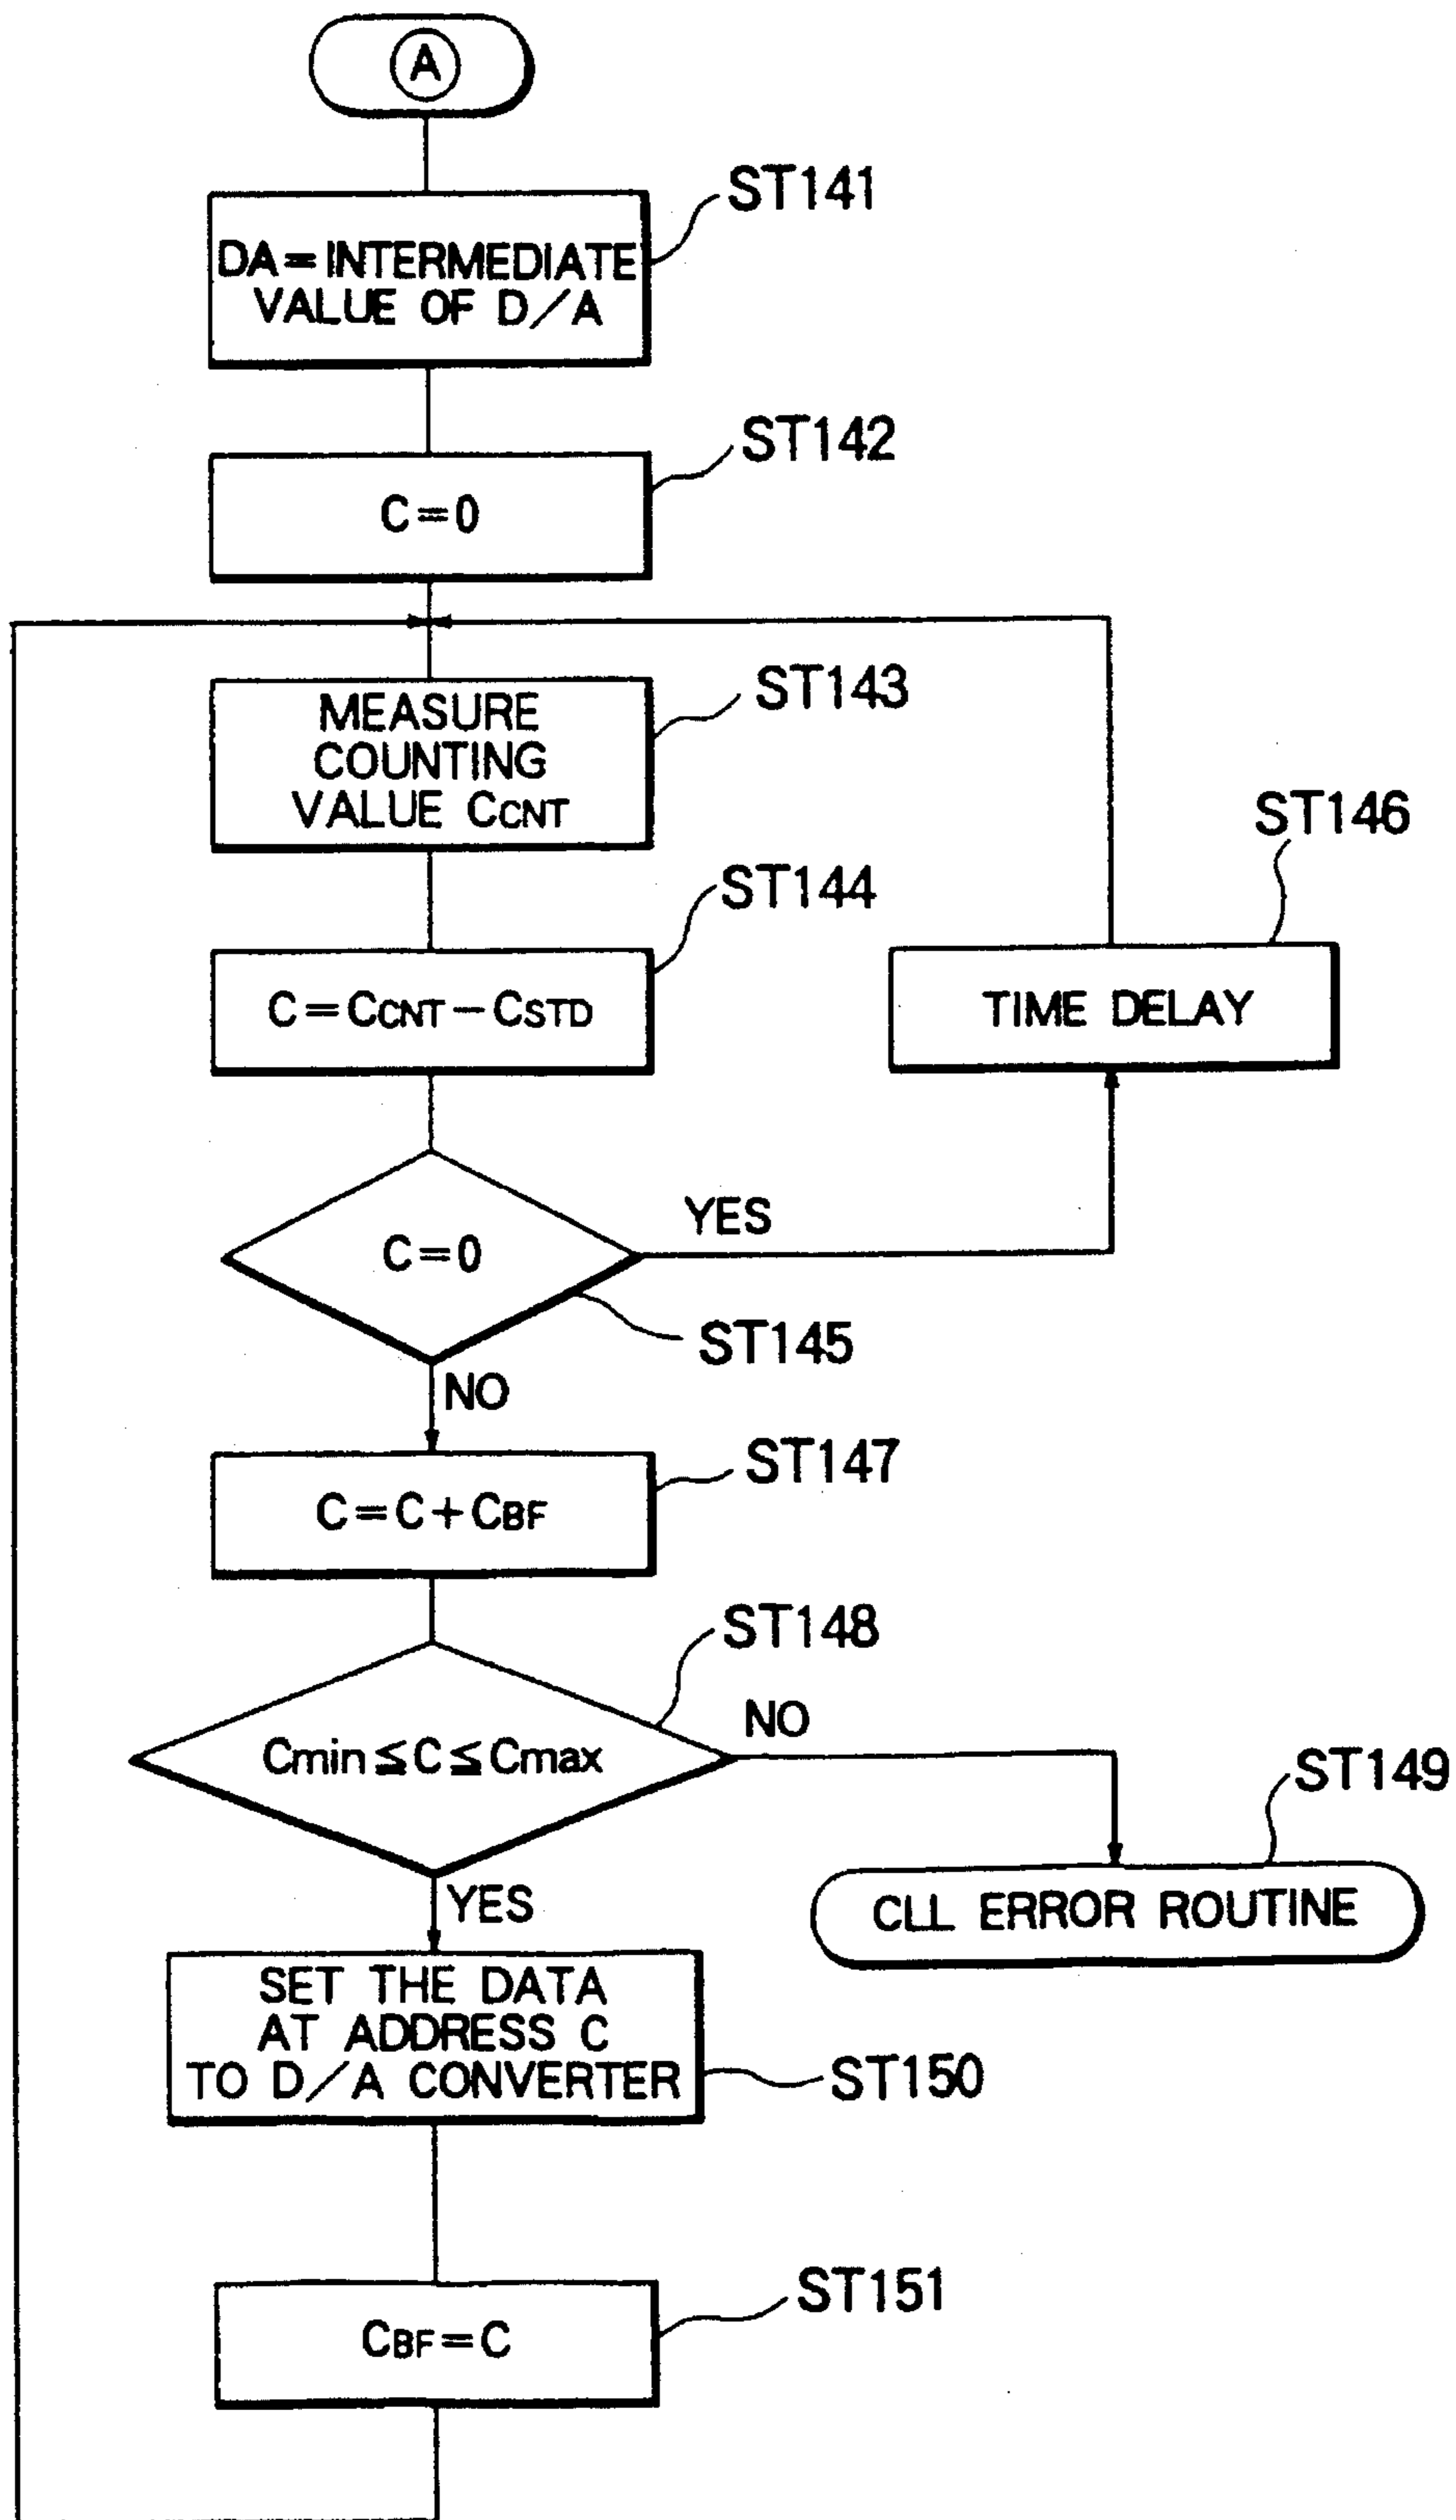 A
ST141
DA=INTERMEDIATE
VALUE OF D/A
ST142
C=0
ST143
MEASURE
COUNTING
VALUE CCNT
ST146
ST144
C=CCNT-CSTD
TIME DELAY
YES
C=0
ST145
NO
ST147
C=C+CBF
ST148
NO
Cmin≦C≦Cmax
ST149
YES
CLL ERROR ROUTINE
SET THE DATA
AT ADDRESS C
TO D/A CONVERTER
ST150
ST151
CBF=C